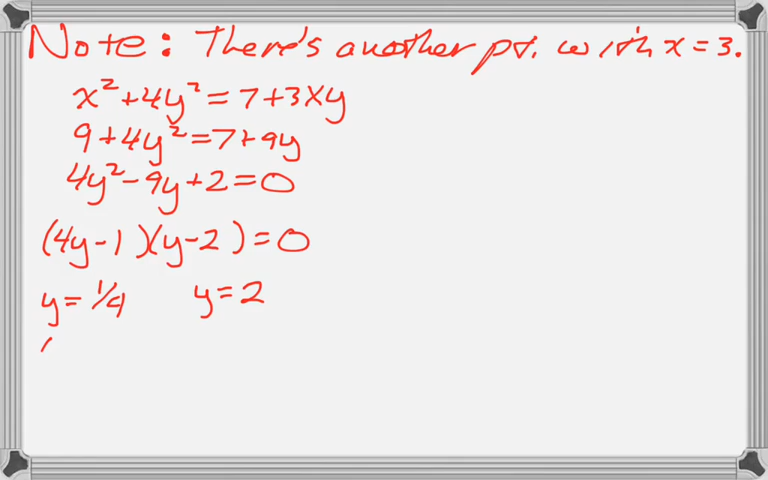 Note: There's another pt. with x = 3.
x² + 4y² = 7 + 3xy
9 + 4y² = 7 + 9y
4y² - 9y + 2 = 0
(4y - 1)(y - 2) = 0
y = 1/4 y = 2
(